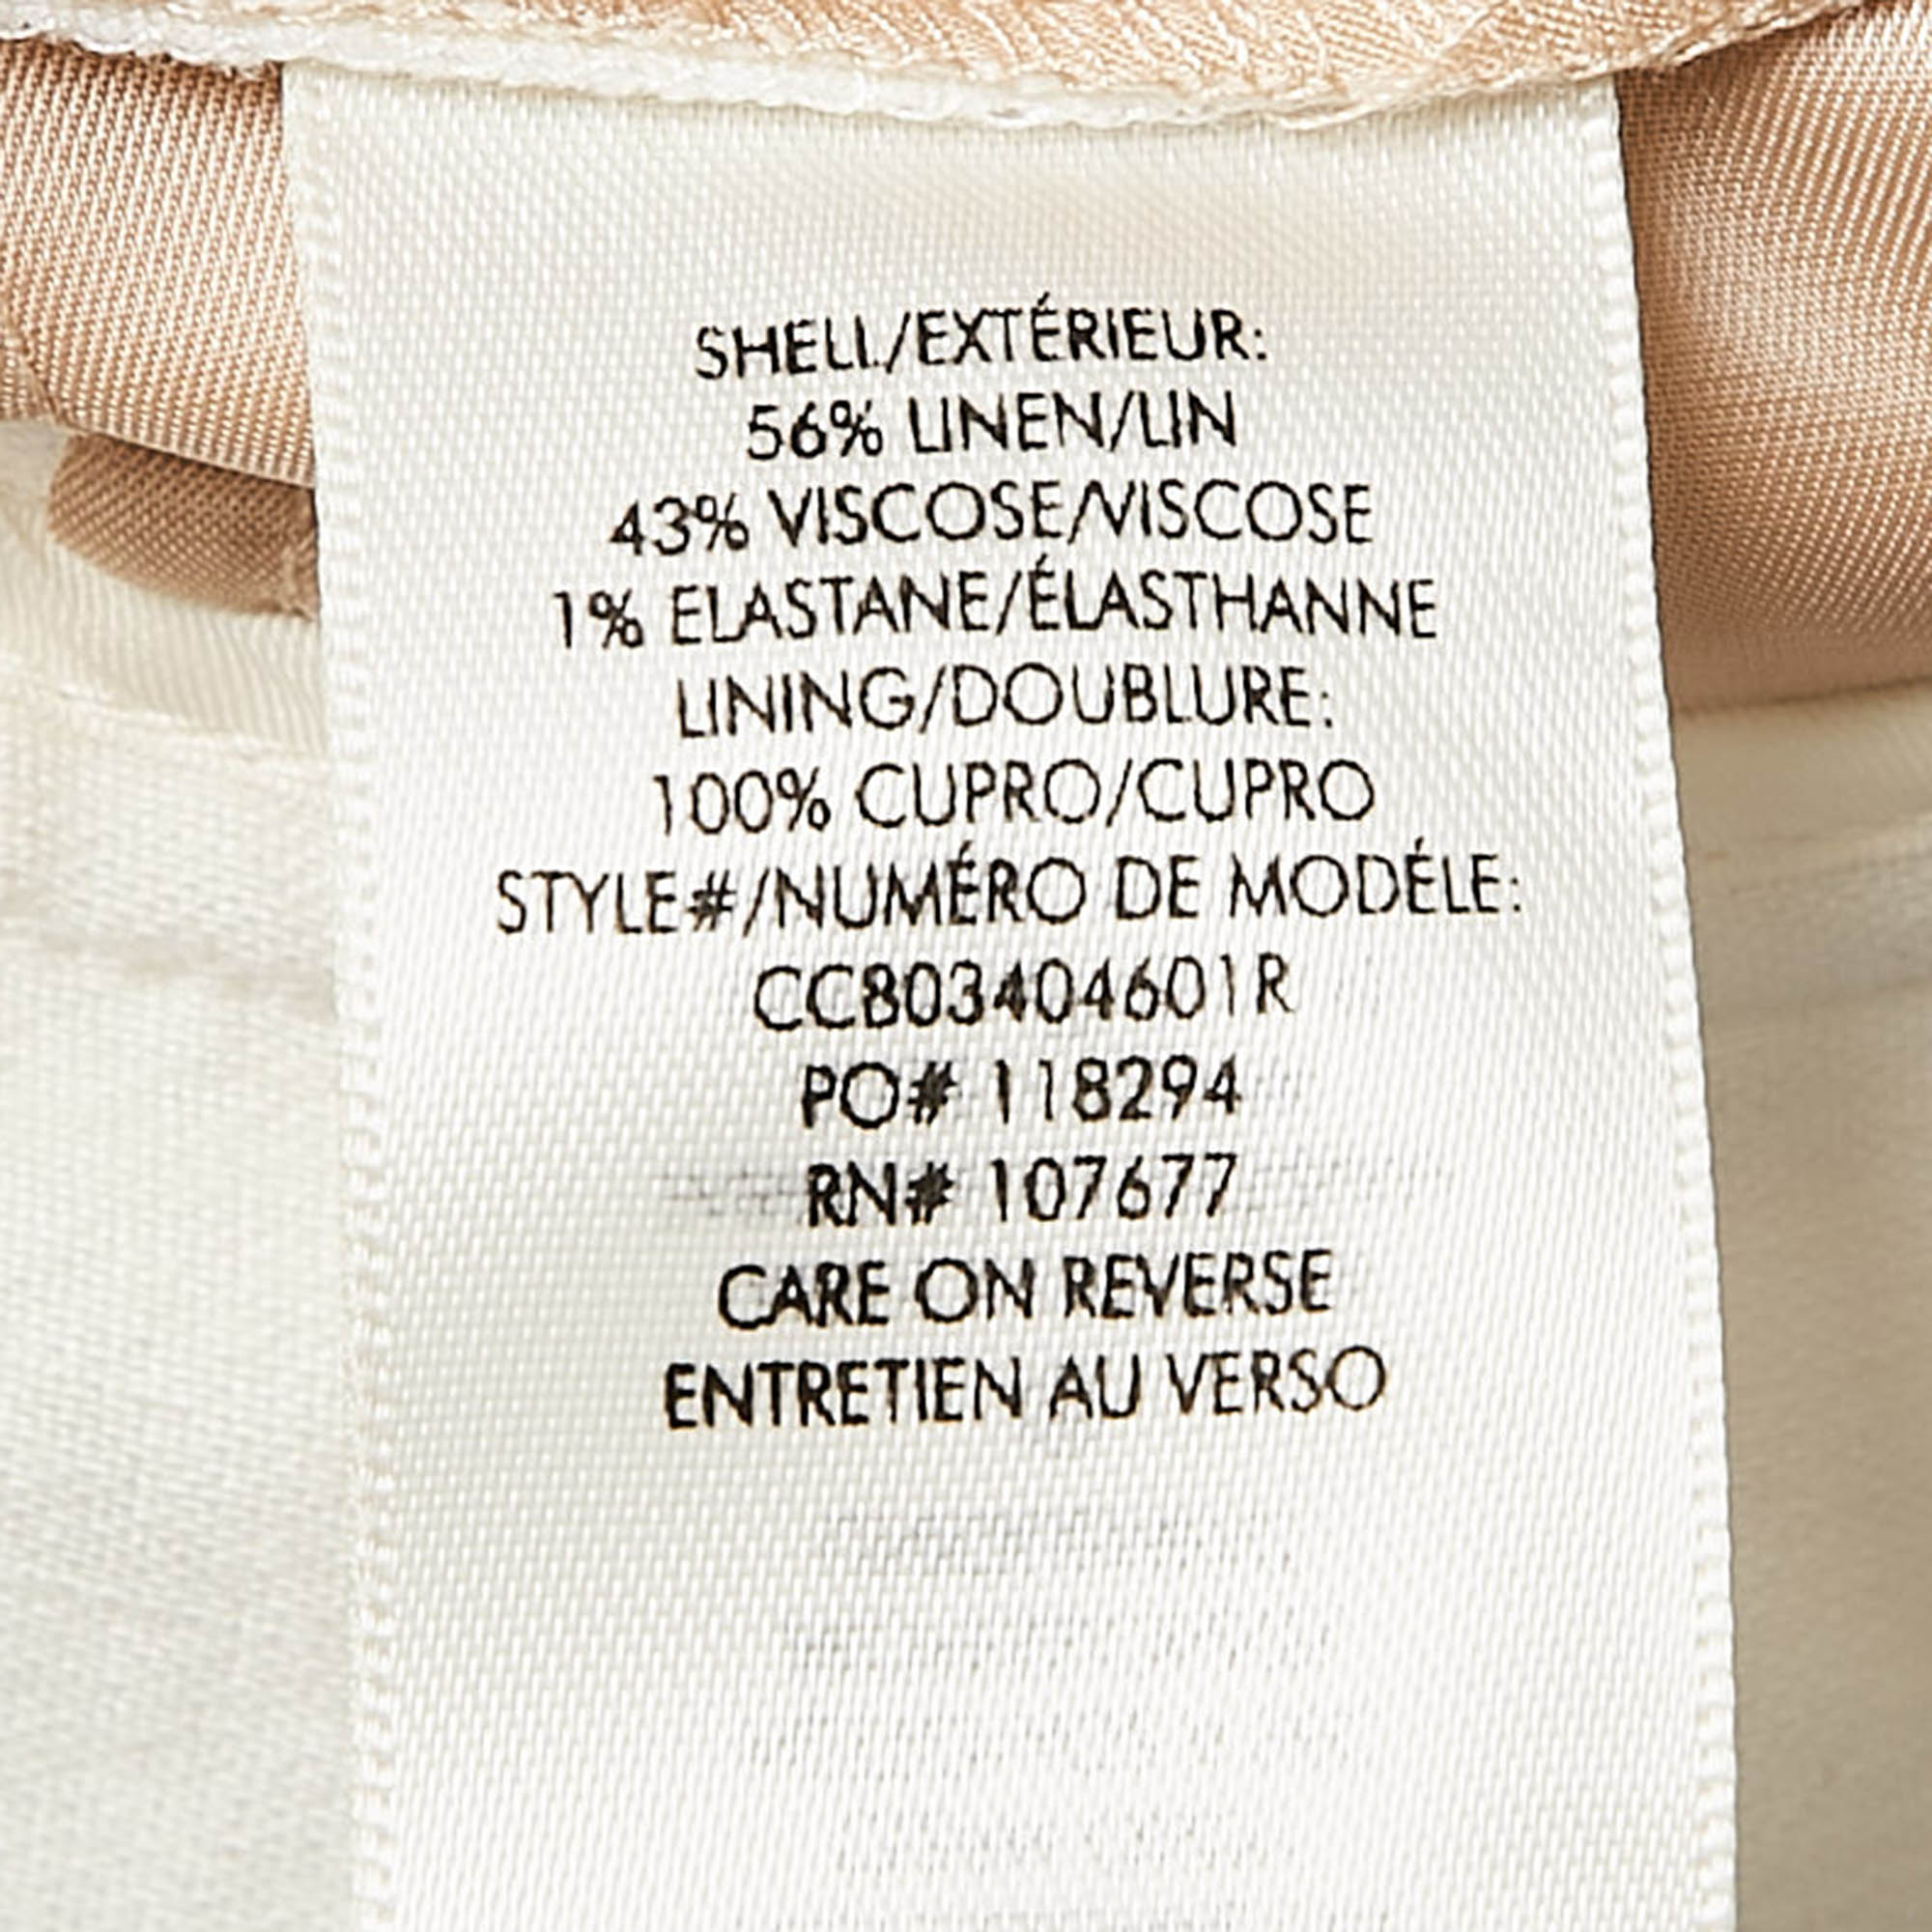 SHELL/EXTÉRIEUR:
56% LINEN/LIN
43% VISCOSE/VISCOSE
1% ELASTANE/ÉLASTHANNE
LINING/DOUBLURE:
100% CUPRO/CUPRO
STYLE#/NUMÉRO DE MODÉLE:
CC803404601R
PO# 118294
RN# 107677
CARE ON REVERSE
ENTRETIEN AU VERSO